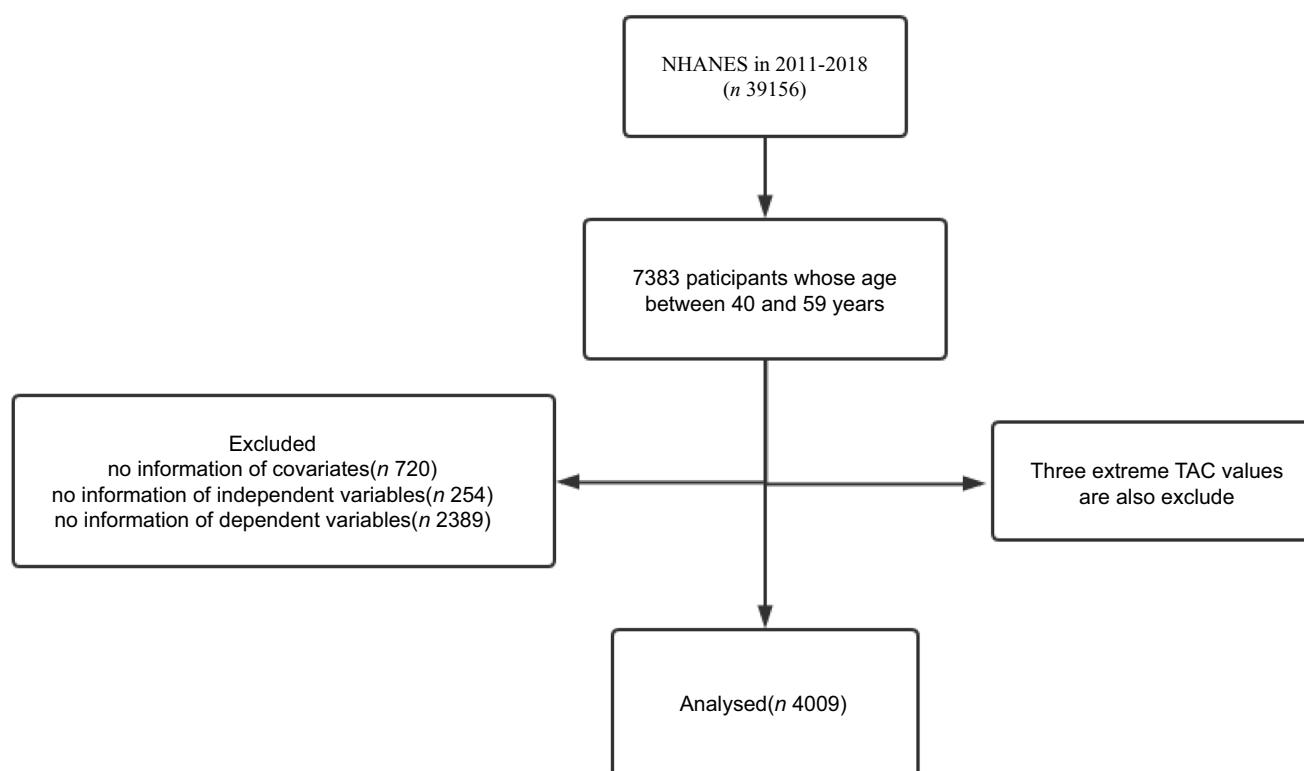 NHANES in 2011-2018
(n 39156)
7383 paticipants whose age
between 40 and 59 years
Excluded
no information of covariates(n 720)
no information of independent variables(n 254)
no information of dependent variables(n 2389)
Three extreme TAC values
are also exclude
Analysed(n 4009)